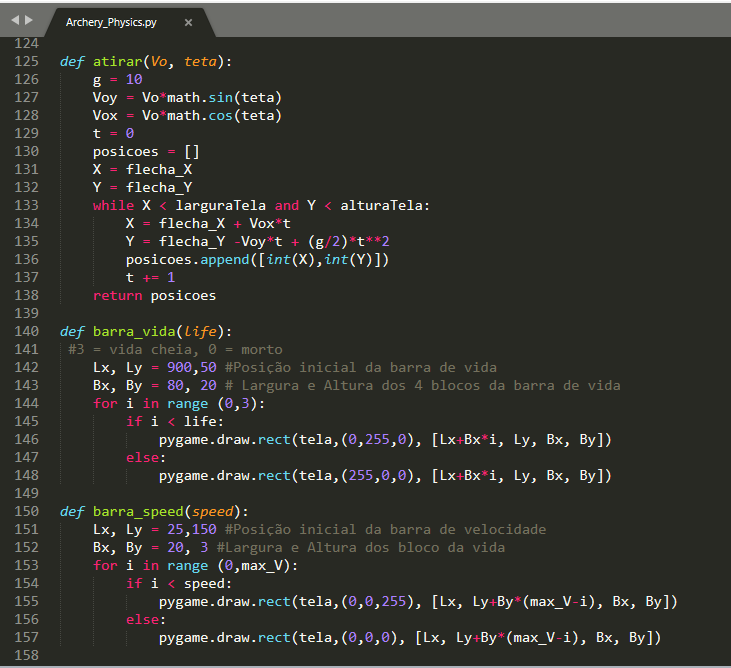 Archery_Physics.py ×
124
125 def atirar(Vo, teta):
126     g = 10
127     Voy = Vo*math.sin(teta)
128     Vox = Vo*math.cos(teta)
129     t = 0
130     posicoes = []
131     X = flecha_X
132     Y = flecha_Y
133     while X < larguraTela and Y < alturaTela:
134         X = flecha_X + Vox*t
135         Y = flecha_Y -Voy*t + (g/2)*t**2
136         posicoes.append([int(X),int(Y)])
137         t += 1
138     return posicoes
139
140 def barra_vida(life):
141  #3 = vida cheia, 0 = morto
142     Lx, Ly = 900,50 #Posição inicial da barra de vida
143     Bx, By = 80, 20 # Largura e Altura dos 4 blocos da barra de vida
144     for i in range (0,3):
145         if i < life:
146             pygame.draw.rect(tela,(0,255,0), [Lx+Bx*i, Ly, Bx, By])
147         else:
148             pygame.draw.rect(tela,(255,0,0), [Lx+Bx*i, Ly, Bx, By])
149
150 def barra_speed(speed):
151     Lx, Ly = 25,150 #Posição inicial da barra de velocidade
152     Bx, By = 20, 3 #Largura e Altura dos bloco da vida
153     for i in range (0,max_V):
154         if i < speed:
155             pygame.draw.rect(tela,(0,0,255), [Lx, Ly+By*(max_V-i), Bx, By])
156         else:
157             pygame.draw.rect(tela,(0,0,0), [Lx, Ly+By*(max_V-i), Bx, By])
158